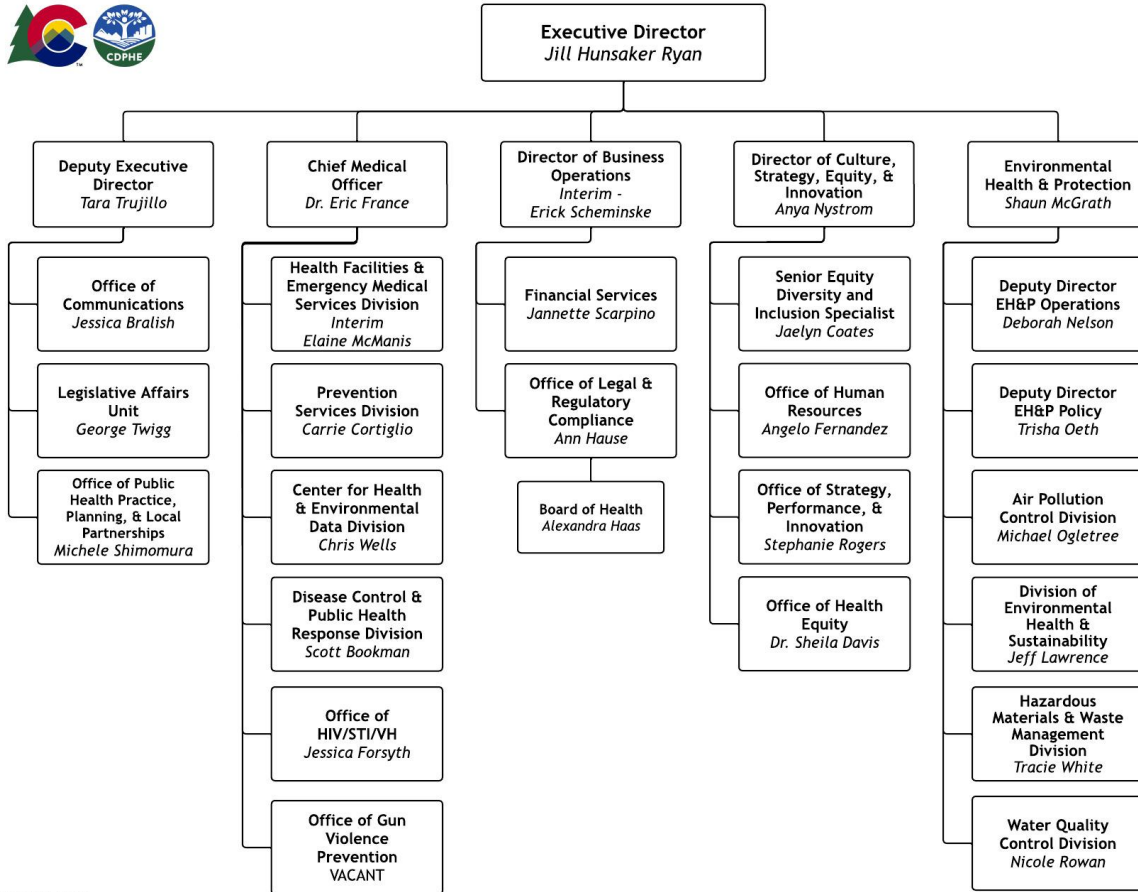 CDPHE
TM
Executive Director
Jill Hunsaker Ryan
Deputy Executive
Director
Tara Trujillo
Office of
Communications
Jessica Bralish
Legislative Affairs
Unit
George Twigg
Office of Public
Health Practice,
Planning, & Local
Partnerships
Michele Shimomura
Chief Medical
Officer
Dr. Eric France
Health Facilities &
Emergency Medical
Services Division
Interim
Elaine McManis
Prevention
Services Division
Carrie Cortiglio
Center for Health
& Environmental
Data Division
Chris Wells
Disease Control &
Public Health
Response Division
Scott Bookman
Office of
HIV/STI/VH
Jessica Forsyth
Office of Gun
Violence
Prevention
VACANT
Director of Business
Operations
Interim -
Erick Scheminske
Financial Services
Jannette Scarpino
Office of Legal &
Regulatory
Compliance
Ann Hause
Board of Health
Alexandra Haas
Director of Culture,
Strategy, Equity, &
Innovation
Anya Nystrom
Senior Equity
Diversity and
Inclusion Specialist
Jaelyn Coates
Office of Human
Resources
Angelo Fernandez
Office of Strategy,
Performance, &
Innovation
Stephanie Rogers
Office of Health
Equity
Dr. Sheila Davis
Environmental
Health & Protection
Shaun McGrath
Deputy Director
EH&P Operations
Deborah Nelson
Deputy Director
EH&P Policy
Trisha Oeth
Air Pollution
Control Division
Michael Ogletree
Division of
Environmental
Health &
Sustainability
Jeff Lawrence
Hazardous
Materials & Waste
Management
Division
Tracie White
Water Quality
Control Division
Nicole Rowan